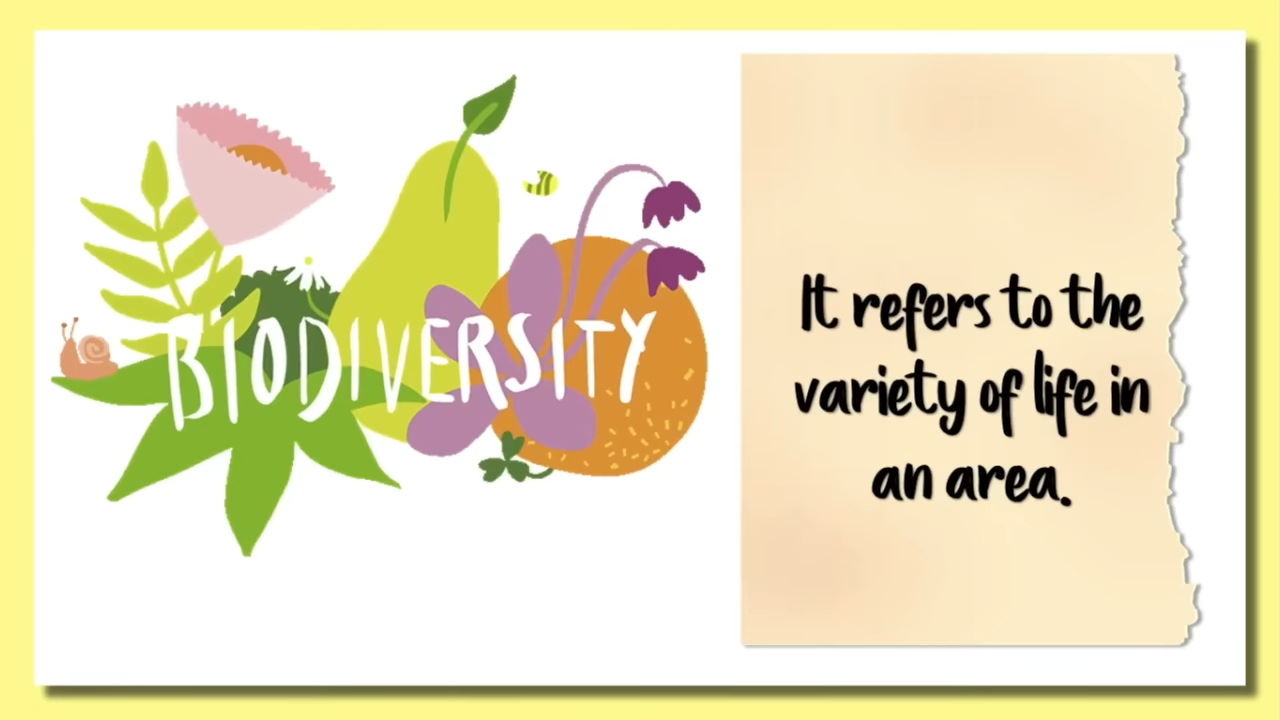 BIODIVERSITY
It refers to the
variety of life in
an area.